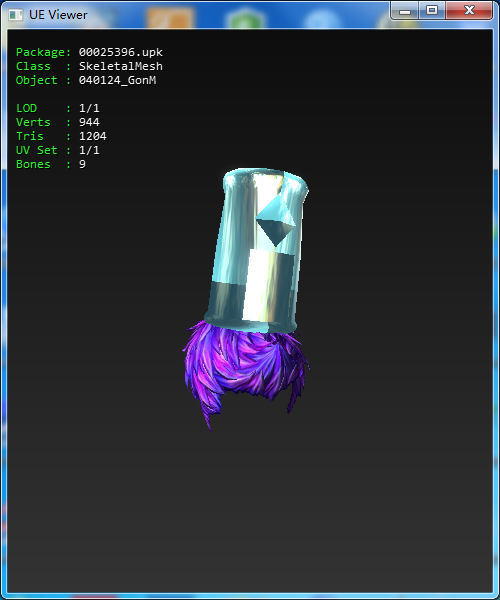 UE Viewer
Package: 00025396.upk
Class : SkeletalMesh
Object : 040124_GonM
LOD : 1/1
Verts : 944
Tris : 1204
UV Set : 1/1
Bones : 9